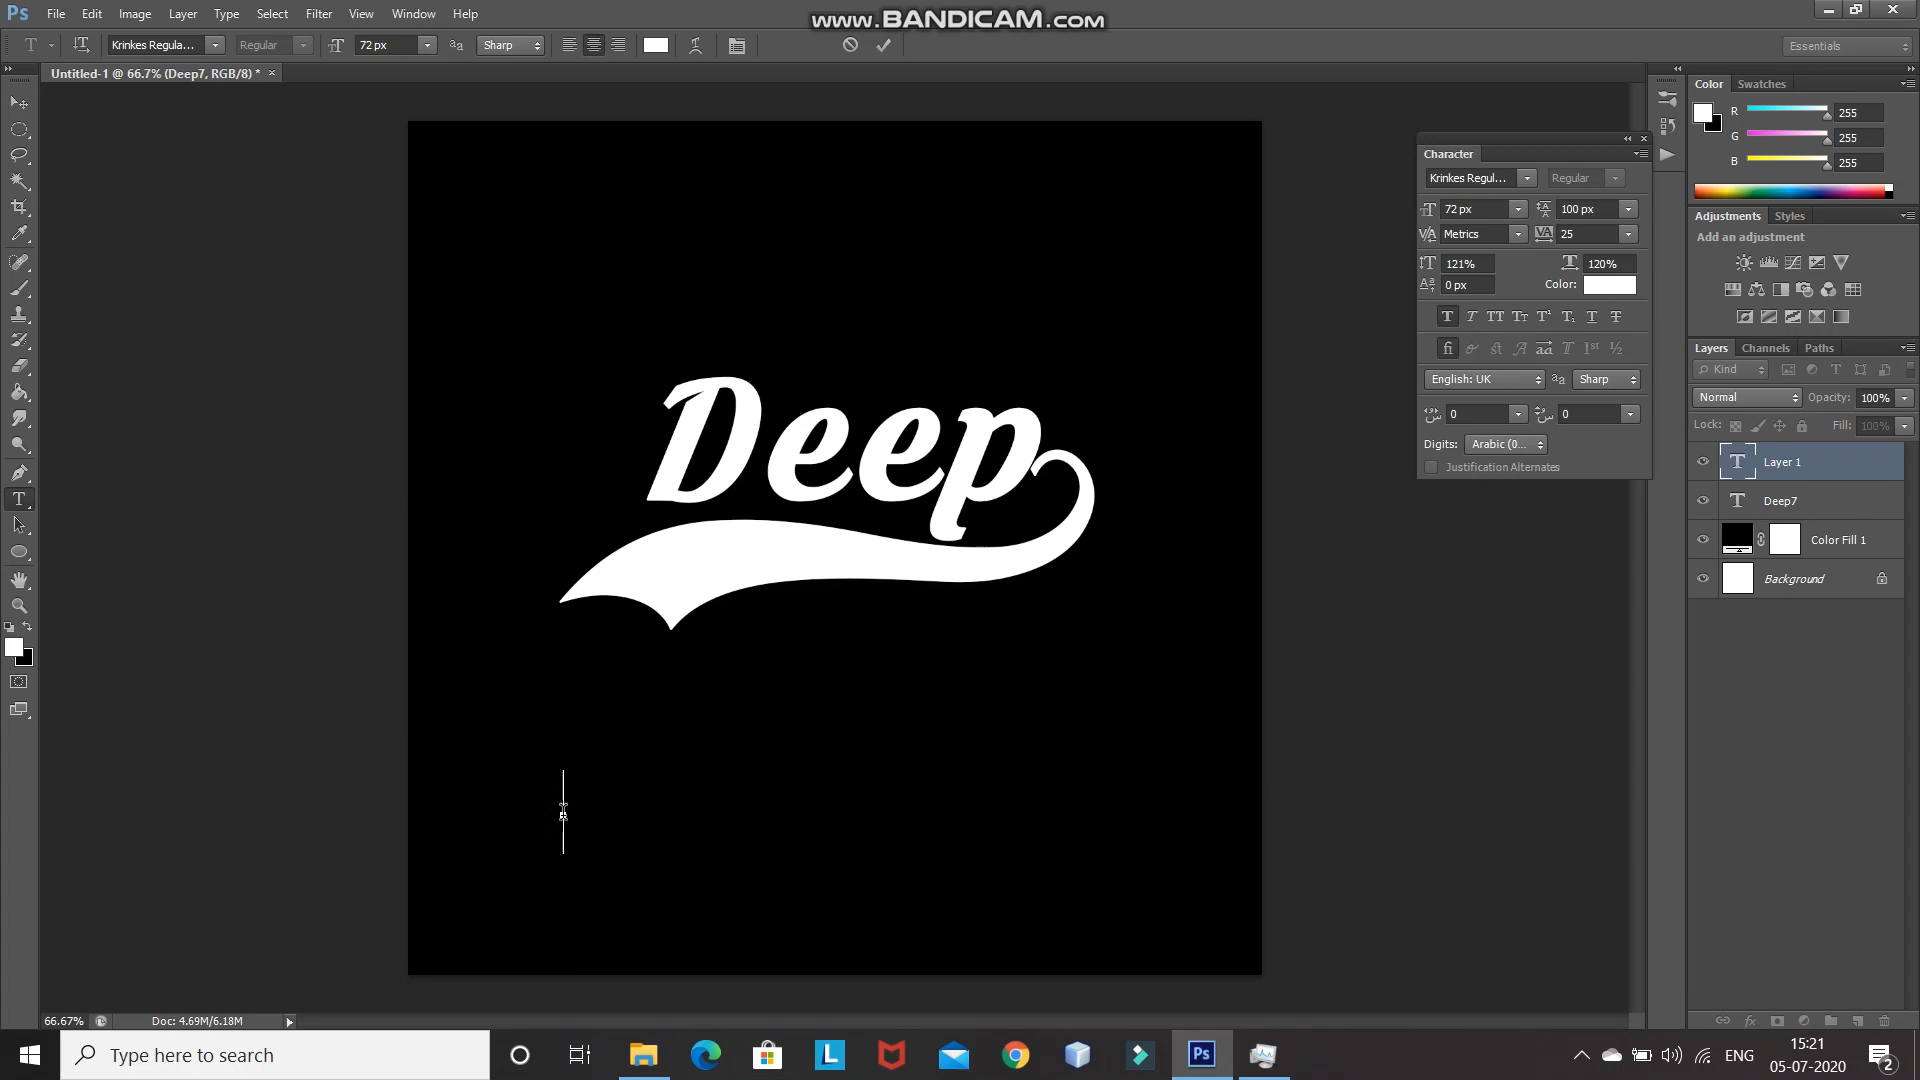 www.BANDICAM.com
Ps File Edit Image Layer Type Select Filter View Window Help
Krinkes Regula... Regular 72 px Sharp Essentials
Untitled-1 @ 66.7% (Deep7, RGB/8) *
Color Swatches
R 255
G 255
B 255
Character
Krinkes Regul... Regular
72 px 100 px
Metrics 25
121% 120%
0 px Color:
English: UK Sharp
0 0
Digits: Arabic (0...
Justification Alternates
Adjustments Styles
Add an adjustment
Layers Channels Paths
Kind
Normal Opacity: 100%
Lock: Fill: 100%
Layer 1
Deep7
Color Fill 1
Background
Deep
66.67% Doc: 4.69M/6.18M
Type here to search
L
Ps
ENG
15:21
05-07-2020
2